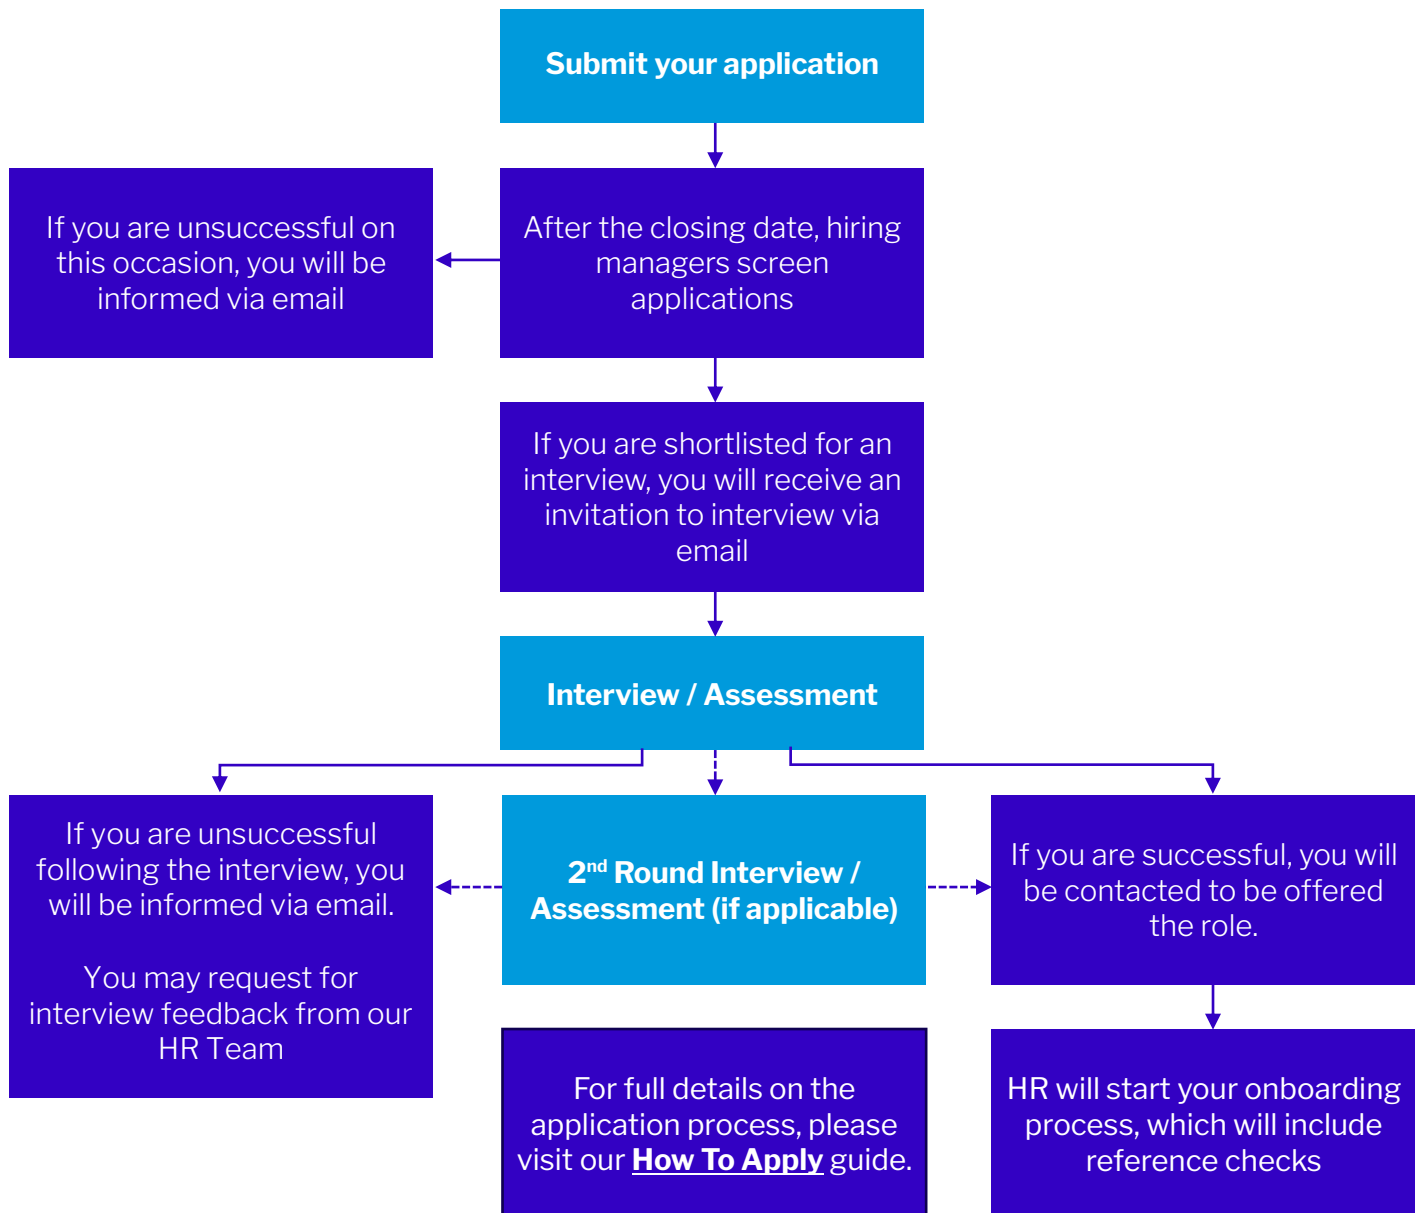 Submit your application
If you are unsuccessful on
this occasion, you will be
informed via email
After the closing date, hiring
managers screen
applications
If you are shortlisted for an
interview, you will receive an
invitation to interview via
email
Interview / Assessment
If you are unsuccessful
following the interview, you
will be informed via email.
You may request for
interview feedback from our
HR Team
2nd Round Interview /
Assessment (if applicable)
If you are successful, you will
be contacted to be offered
the role.
For full details on the
application process, please
visit our How To Apply guide.
HR will start your onboarding
process, which will include
reference checks